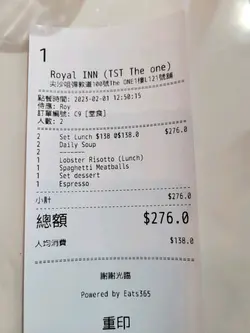 1
Royal INN (TST The one)
尖沙咀彌敦道100號The ONE1樓L121號舖
點餐時間: 2023-02-01 12:50:15
侍應: Roy
訂單編號: C9 [堂食]
人數: 2
2 Set Lunch $138 @$138.0 $276.0
2 Daily Soup
2 -------
1 Lobster Risotto (Lunch)
1 Spaghetti Meatballs
1 Set dessert
1 Espresso
小計 $276.0
總額 $276.0
人均消費 $138.0
謝謝光臨
Powered by Eats365
重印